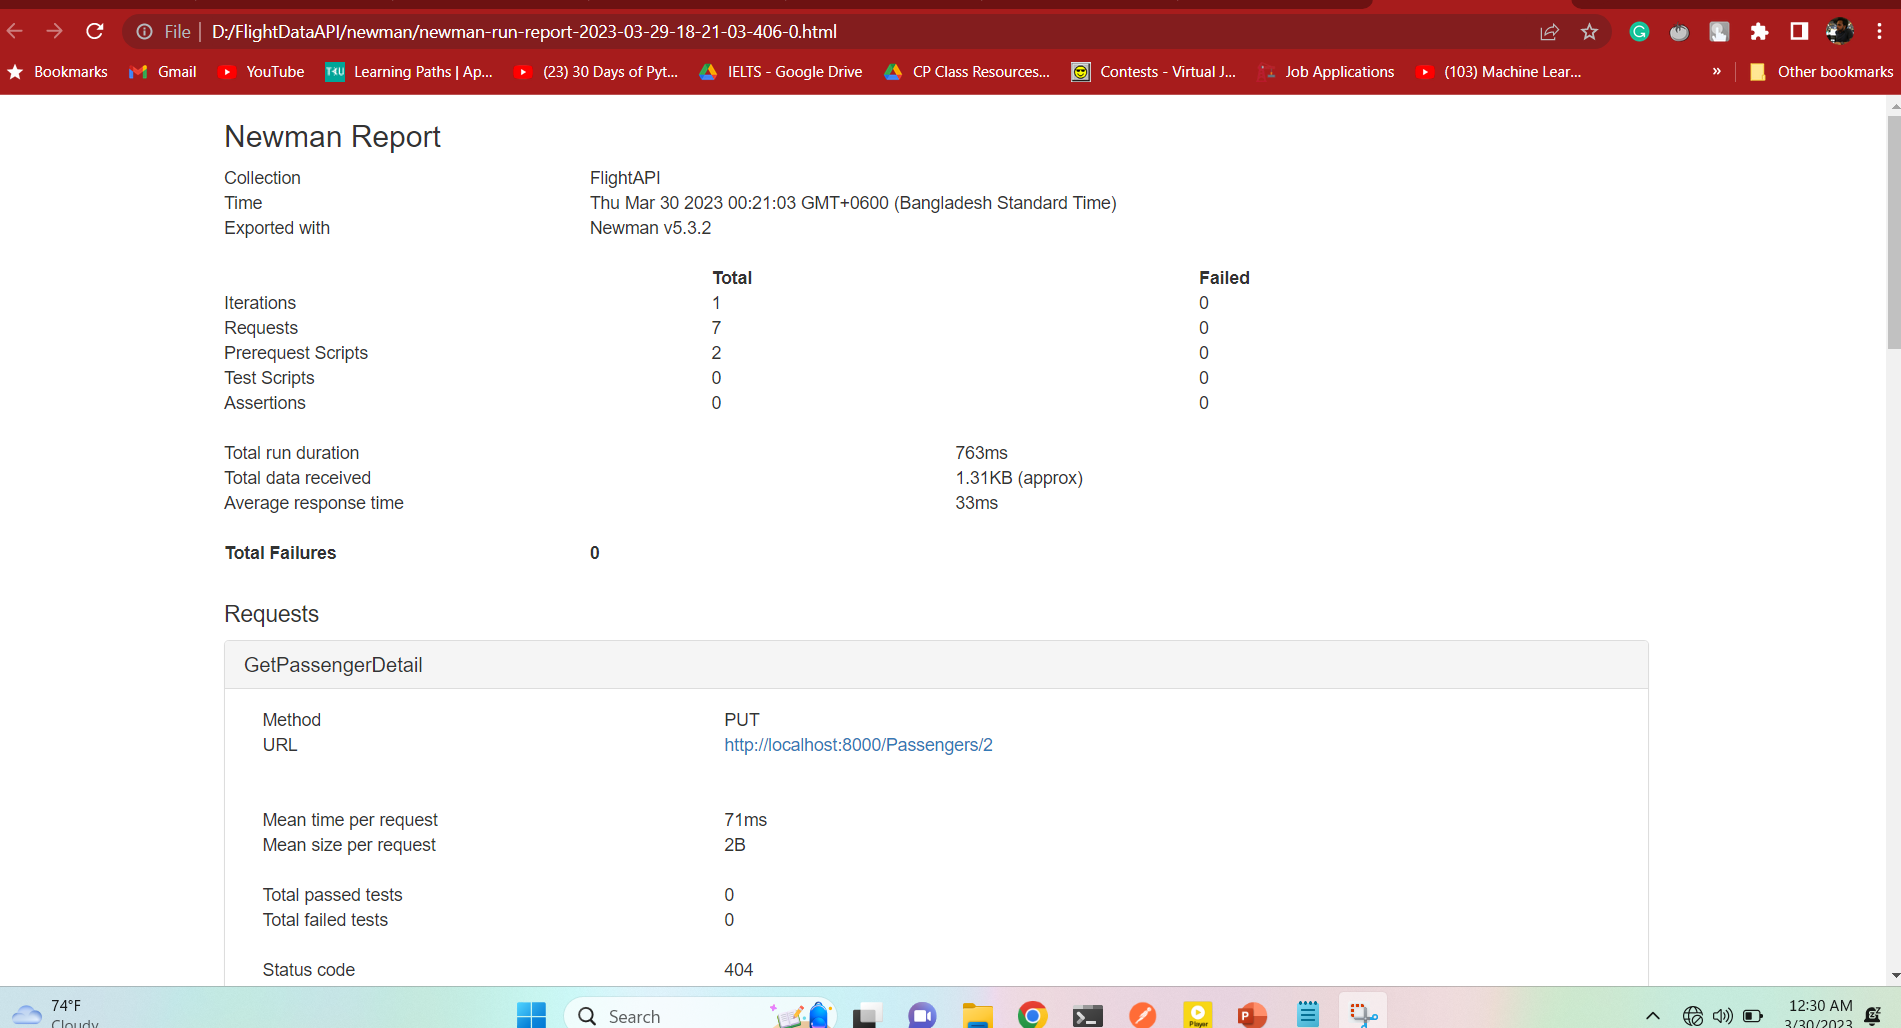 File | D:/FlightDataAPI/newman/newman-run-report-2023-03-29-18-21-03-406-0.html
Bookmarks Gmail YouTube TKU Learning Paths | Ap... (23) 30 Days of Pyt... IELTS - Google Drive CP Class Resources... Contests - Virtual J... Job Applications (103) Machine Lear... » Other bookmarks
Newman Report
Collection FlightAPI
Time Thu Mar 30 2023 00:21:03 GMT+0600 (Bangladesh Standard Time)
Exported with Newman v5.3.2
Total Failed
Iterations 1 0
Requests 7 0
Prerequest Scripts 2 0
Test Scripts 0 0
Assertions 0 0
Total run duration 763ms
Total data received 1.31KB (approx)
Average response time 33ms
Total Failures 0
Requests
GetPassengerDetail
Method PUT
URL http://localhost:8000/Passengers/2
Mean time per request 71ms
Mean size per request 2B
Total passed tests 0
Total failed tests 0
Status code 404
74°F
Cloudy
Search
Player
12:30 AM
3/30/2023